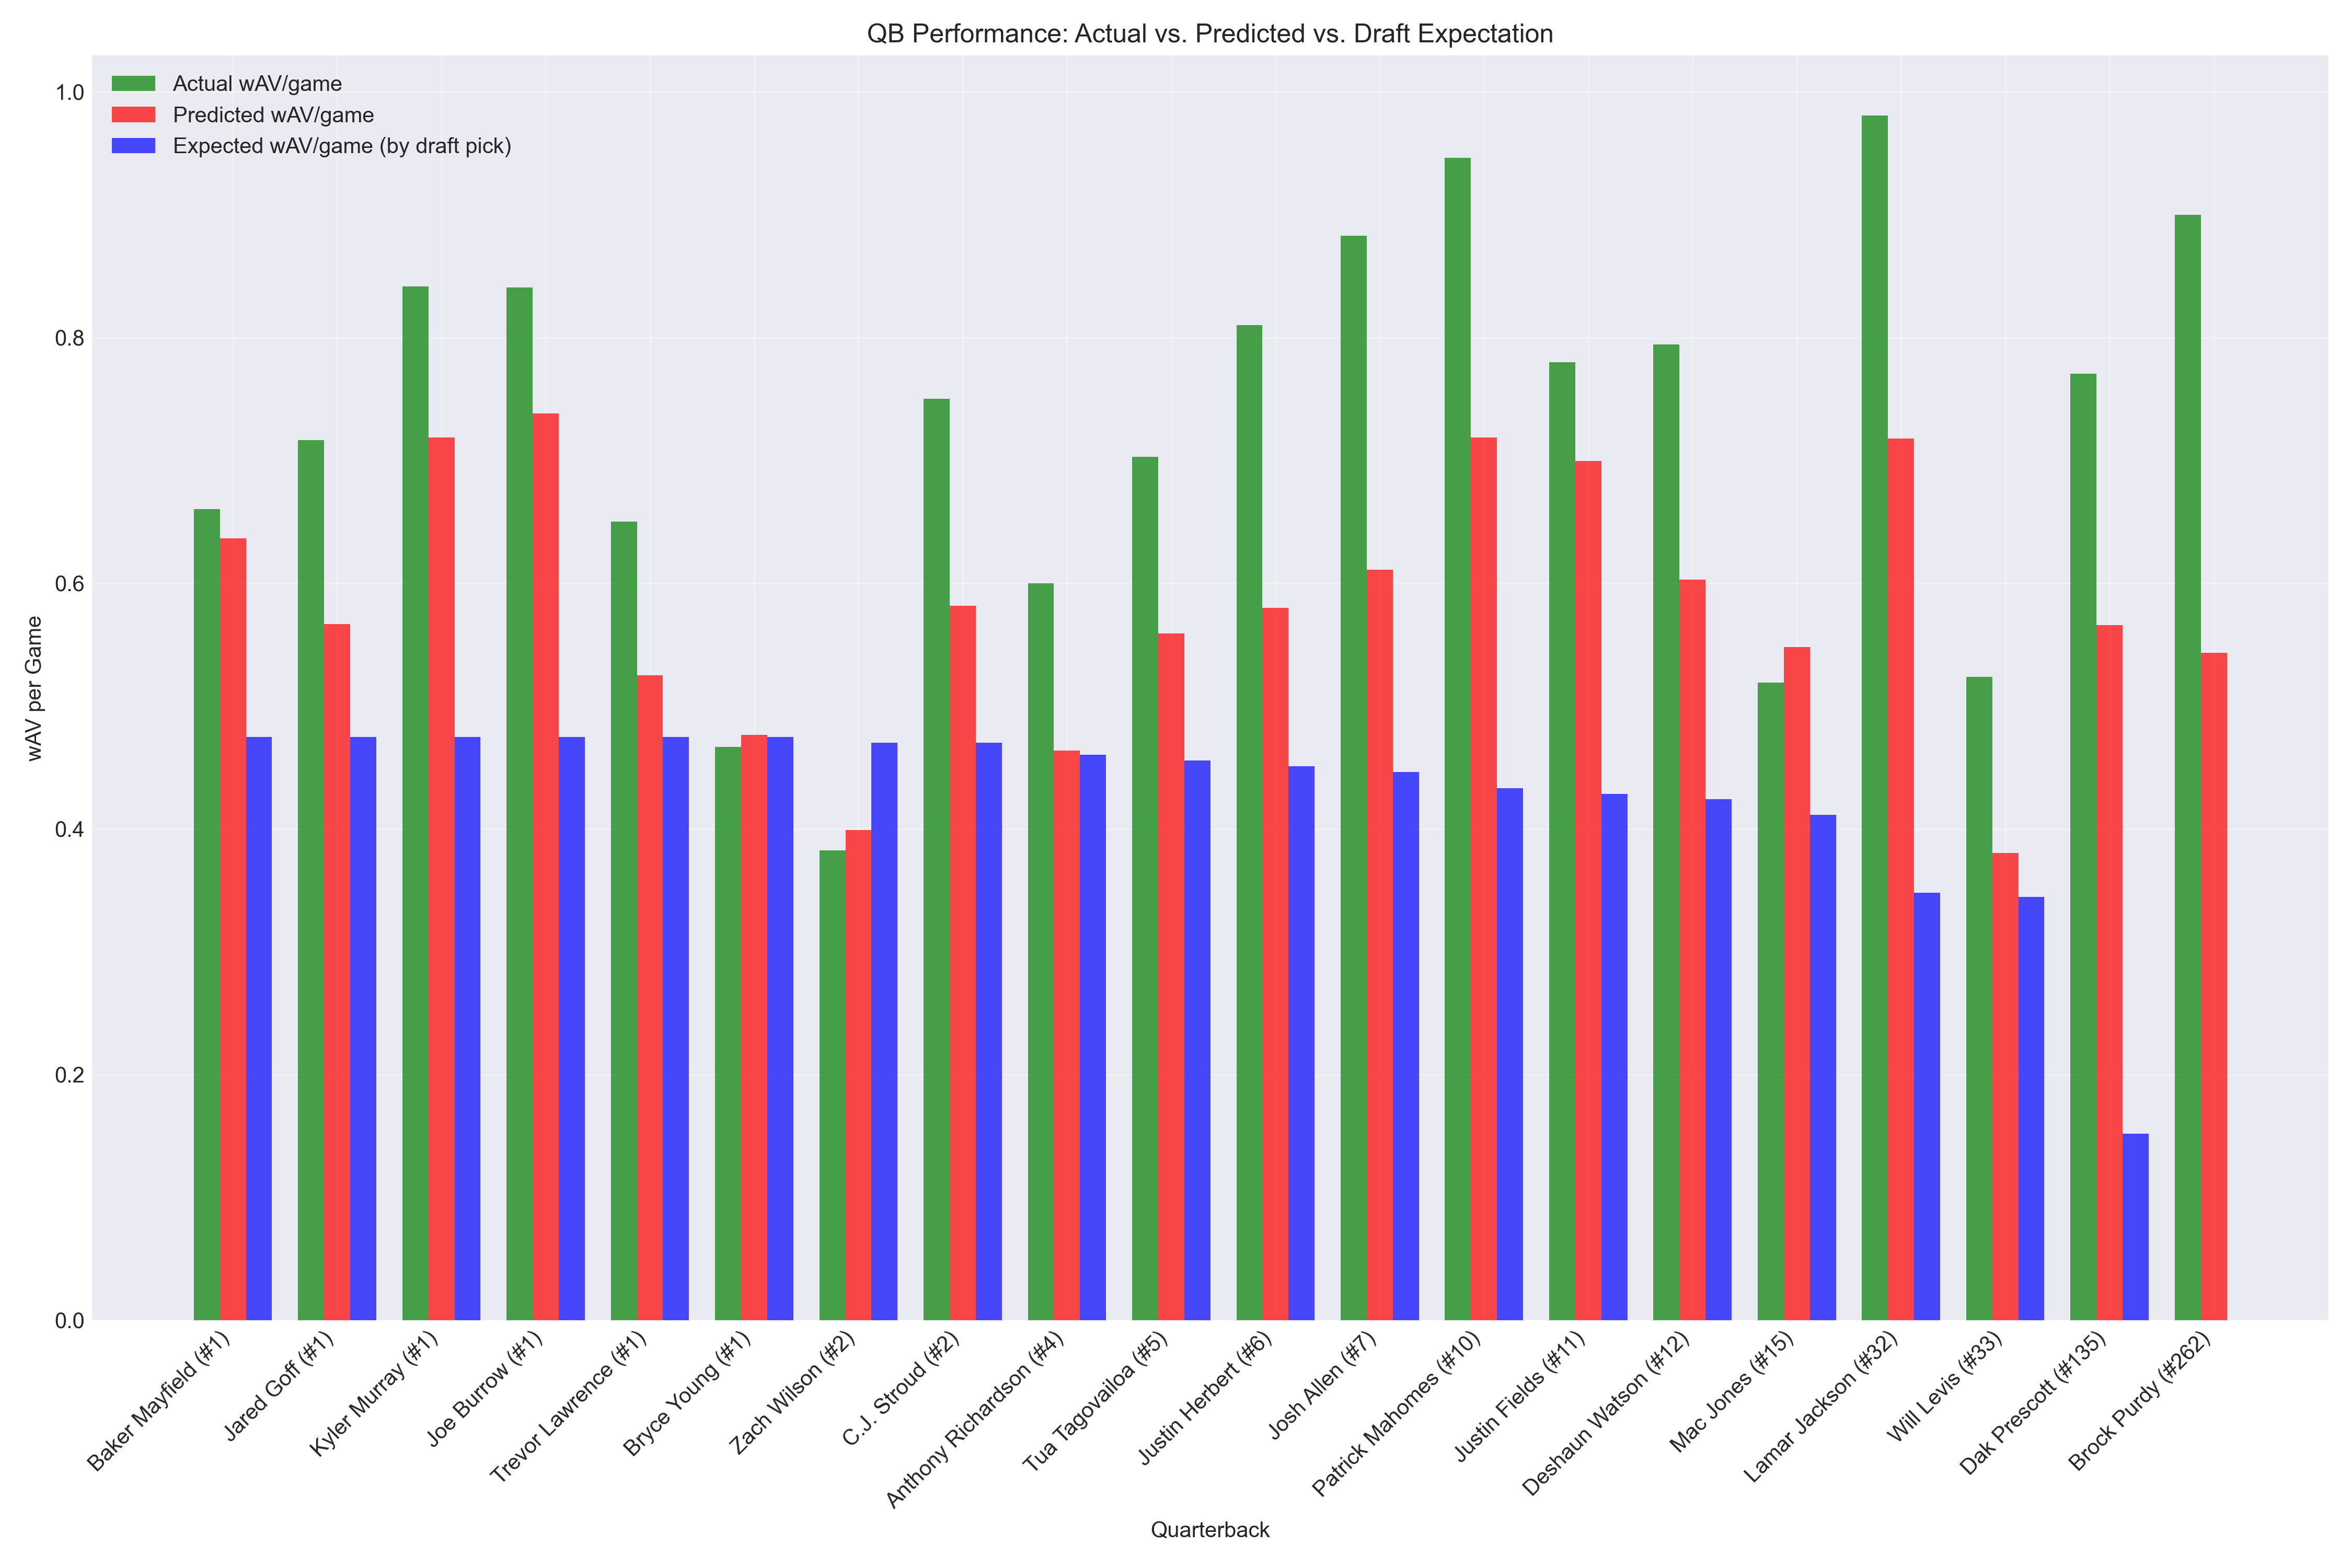 QB Performance: Actual vs. Predicted vs. Draft Expectation
Actual wAV/game
Predicted wAV/game
Expected wAV/game (by draft pick)
wAV per Game
1.0
0.8
0.6
0.4
0.2
0.0
Baker Mayfield (#1)
Jared Goff (#1)
Kyler Murray (#1)
Joe Burrow (#1)
Trevor Lawrence (#1)
Bryce Young (#1)
Zach Wilson (#2)
C.J. Stroud (#2)
Anthony Richardson (#4)
Tua Tagovailoa (#5)
Justin Herbert (#6)
Josh Allen (#7)
Patrick Mahomes (#10)
Justin Fields (#11)
Deshaun Watson (#12)
Mac Jones (#15)
Lamar Jackson (#32)
Will Levis (#33)
Dak Prescott (#135)
Brock Purdy (#262)
Quarterback